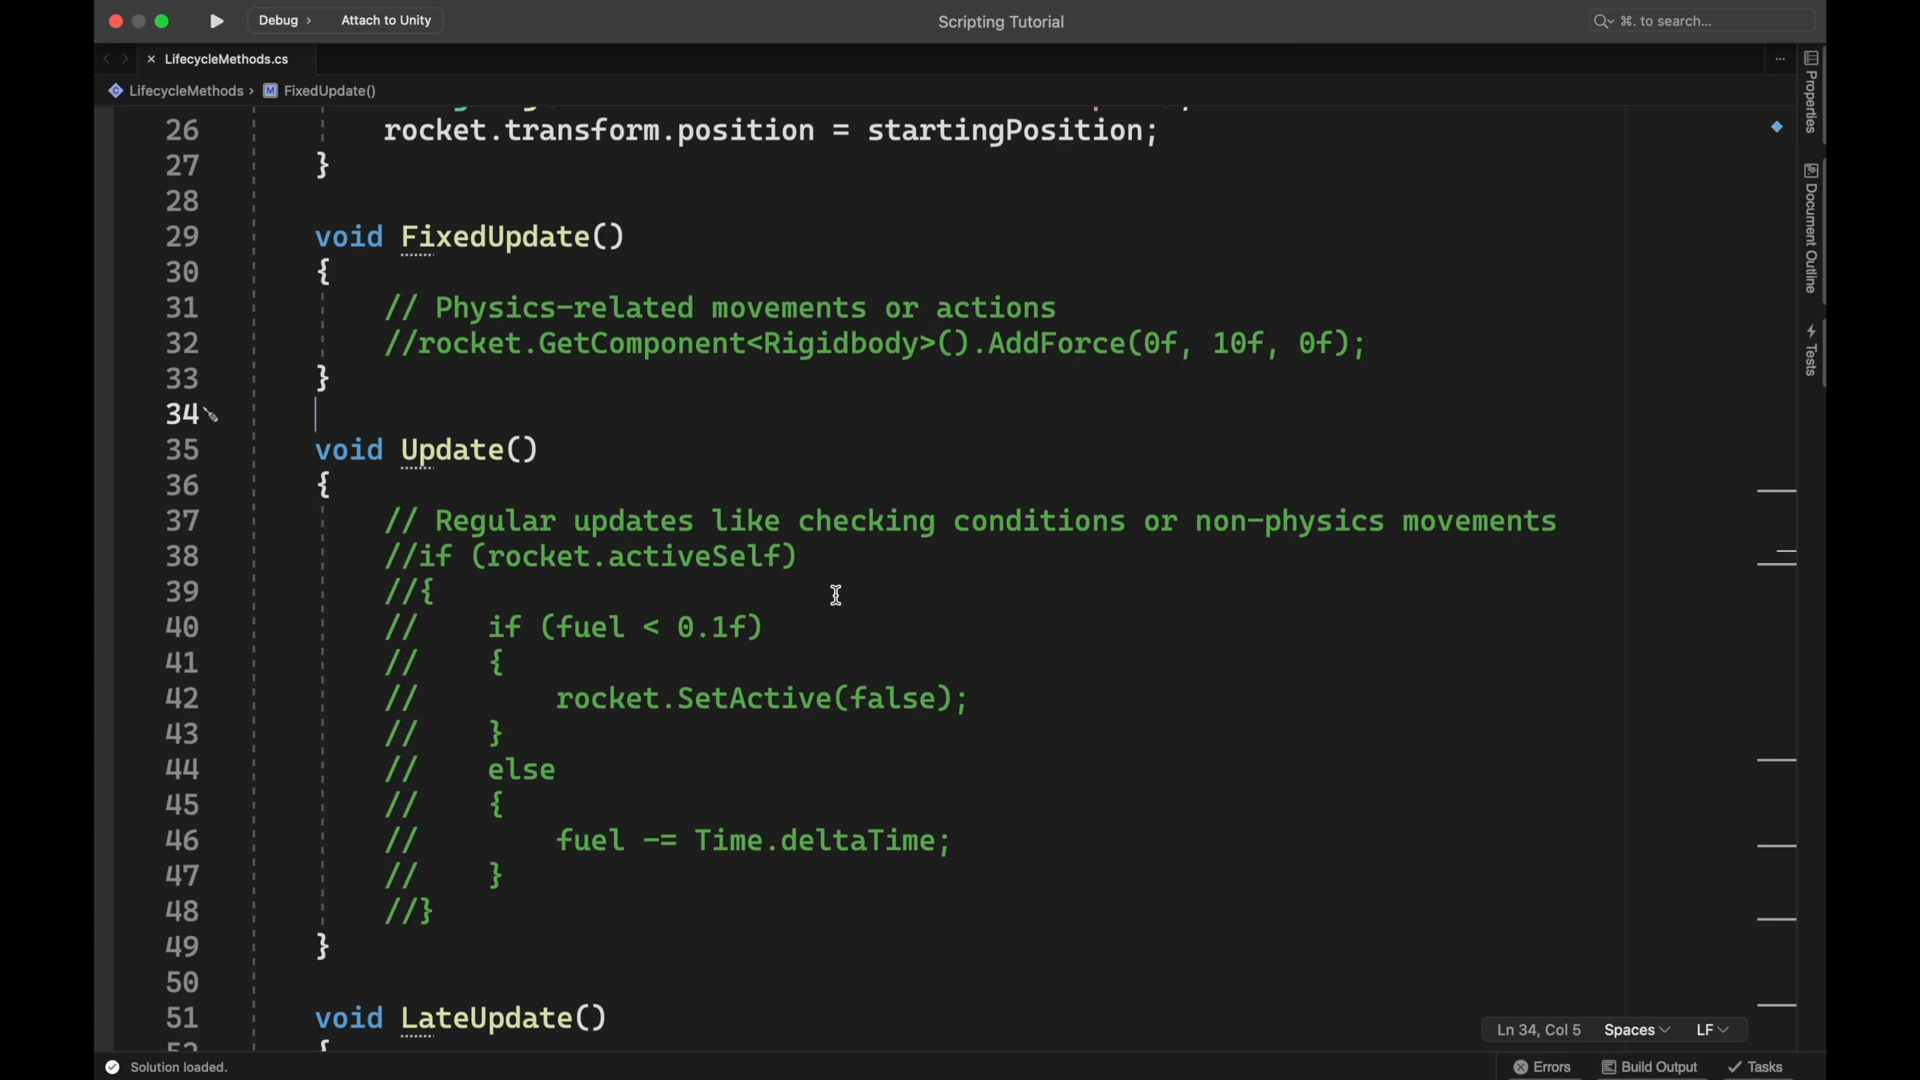 Debug › Attach to Unity
Scripting Tutorial
⌘. to search...
LifecycleMethods.cs
LifecycleMethods › M FixedUpdate()
26 rocket.transform.position = startingPosition;
27 }
28
29 void FixedUpdate()
30 {
31 // Physics-related movements or actions
32 //rocket.GetComponent<Rigidbody>().AddForce(0f, 10f, 0f);
33 }
34
35 void Update()
36 {
37 // Regular updates like checking conditions or non-physics movements
38 //if (rocket.activeSelf)
39 //{
40 //    if (fuel < 0.1f)
41 //    {
42 //        rocket.SetActive(false);
43 //    }
44 //    else
45 //    {
46 //        fuel -= Time.deltaTime;
47 //    }
48 //}
49 }
50
51 void LateUpdate()
Properties
Document Outline
Tests
Ln 34, Col 5 Spaces LF
Solution loaded.
Errors Build Output Tasks